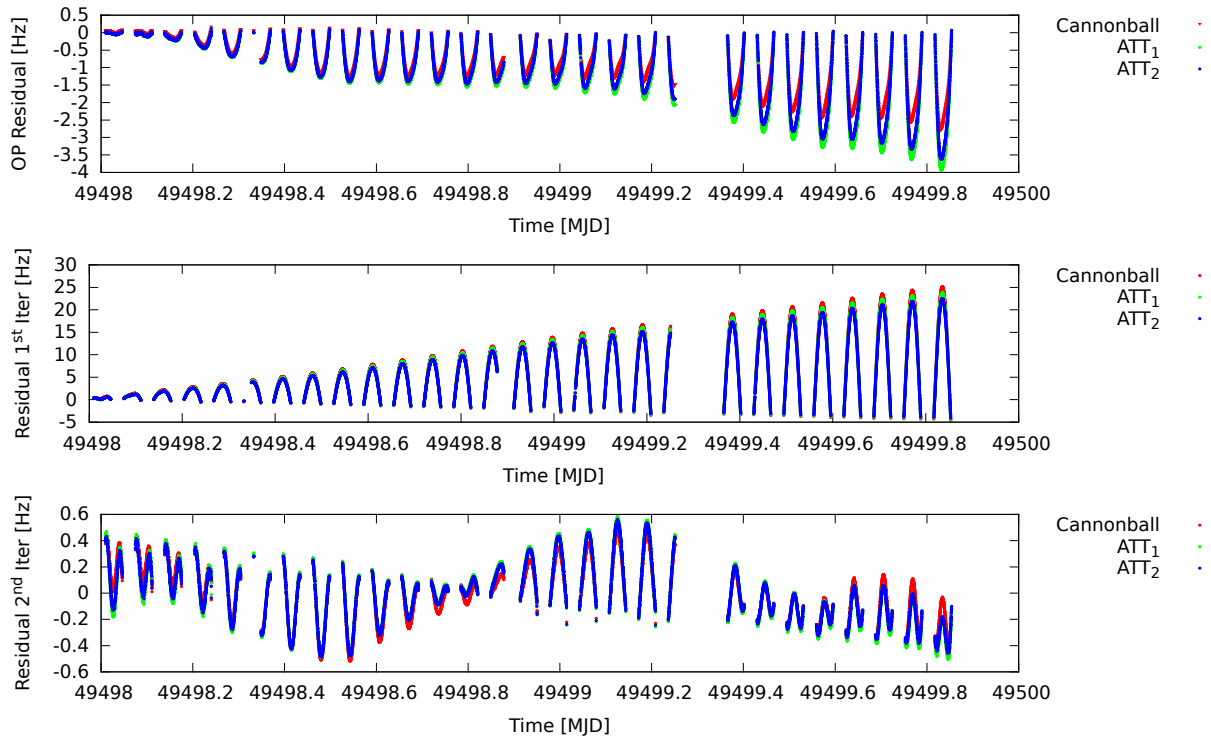 OP Residual [Hz]
0.5
0
-0.5
-1
-1.5
-2
-2.5
-3
-3.5
-4
49498 49498.2 49498.4 49498.6 49498.8 49499 49499.2 49499.4 49499.6 49499.8 49500
Time [MJD]
Cannonball
ATT1
ATT2
Residual 1st Iter [Hz]
30
25
20
15
10
5
0
-5
49498 49498.2 49498.4 49498.6 49498.8 49499 49499.2 49499.4 49499.6 49499.8 49500
Time [MJD]
Cannonball
ATT1
ATT2
Residual 2nd Iter [Hz]
0.6
0.4
0.2
0
-0.2
-0.4
-0.6
49498 49498.2 49498.4 49498.6 49498.8 49499 49499.2 49499.4 49499.6 49499.8 49500
Time [MJD]
Cannonball
ATT1
ATT2